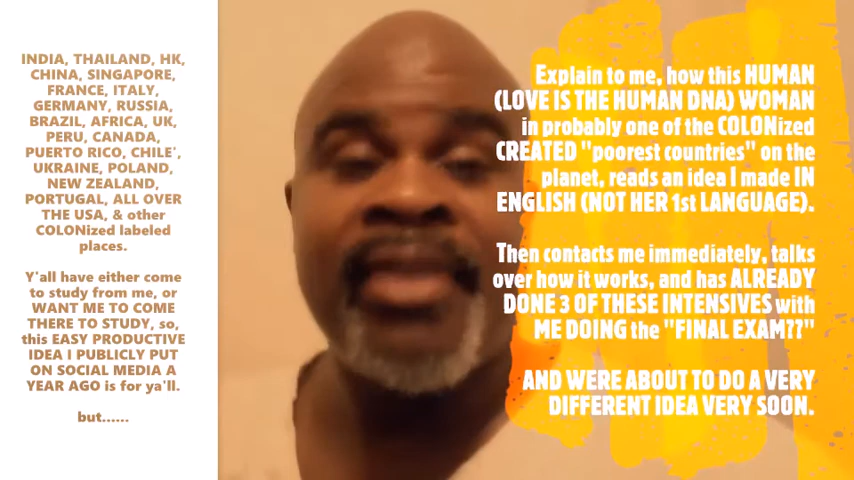 INDIA, THAILAND, HK,
CHINA, SINGAPORE,
FRANCE, ITALY,
GERMANY, RUSSIA,
BRAZIL, AFRICA, UK,
PERU, CANADA,
PUERTO RICO, CHILE',
UKRAINE, POLAND,
NEW ZEALAND,
PORTUGAL, ALL OVER
THE USA, & other
COLONized labeled
places.
Y'all have either come
to study from me, or
WANT ME TO COME
THERE TO STUDY, so,
this EASY PRODUCTIVE
IDEA I PUBLICLY PUT
ON SOCIAL MEDIA A
YEAR AGO is for ya'll.
but......
Explain to me, how this HUMAN
(LOVE IS THE HUMAN DNA) WOMAN
in probably one of the COLONized
CREATED "poorest countries" on the
planet, reads an idea I made IN
ENGLISH (NOT HER 1st LANGUAGE).
Then contacts me immediately, talks
over how it works, and has ALREADY
DONE 3 OF THESE INTENSIVES with
ME DOING the "FINAL EXAM??"
AND WERE ABOUT TO DO A VERY
DIFFERENT IDEA VERY SOON.